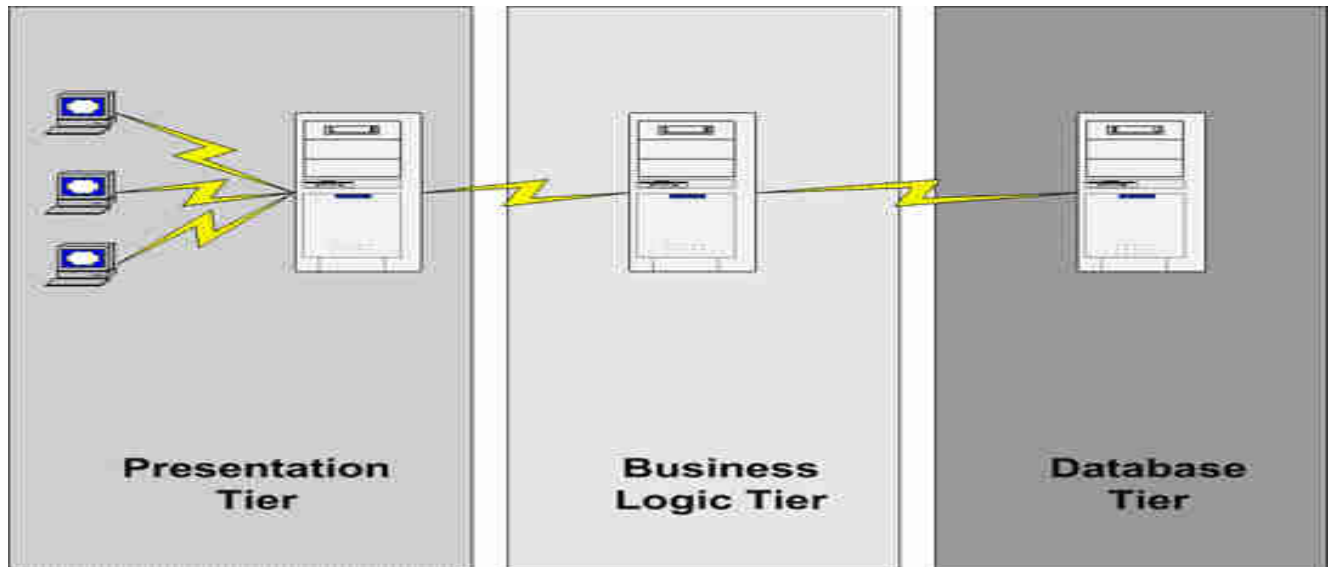 Presentation
Tier
Business
Logic Tier
Database
Tier